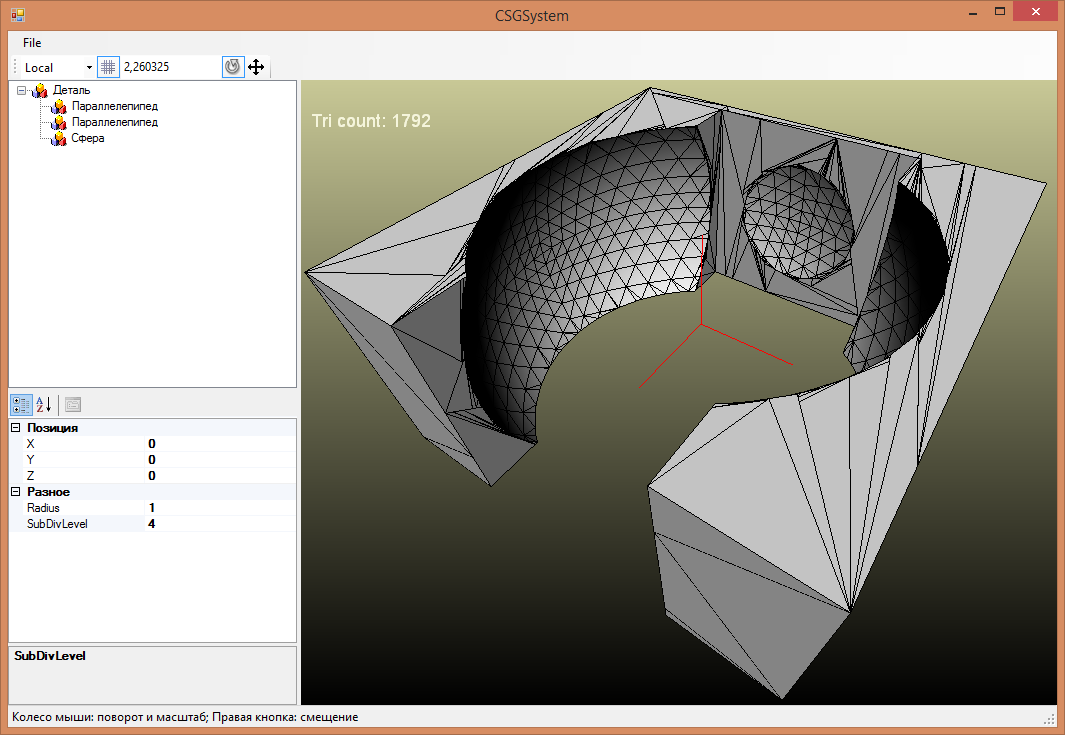 CSGSystem
File
Local 2,260325
Деталь
Параллелепипед
Параллелепипед
Сфера
Tri count: 1792
A
Z
Позиция
X 0
Y 0
Z 0
Разное
Radius 1
SubDivLevel 4
SubDivLevel
Колесо мыши: поворот и масштаб; Правая кнопка: смещение